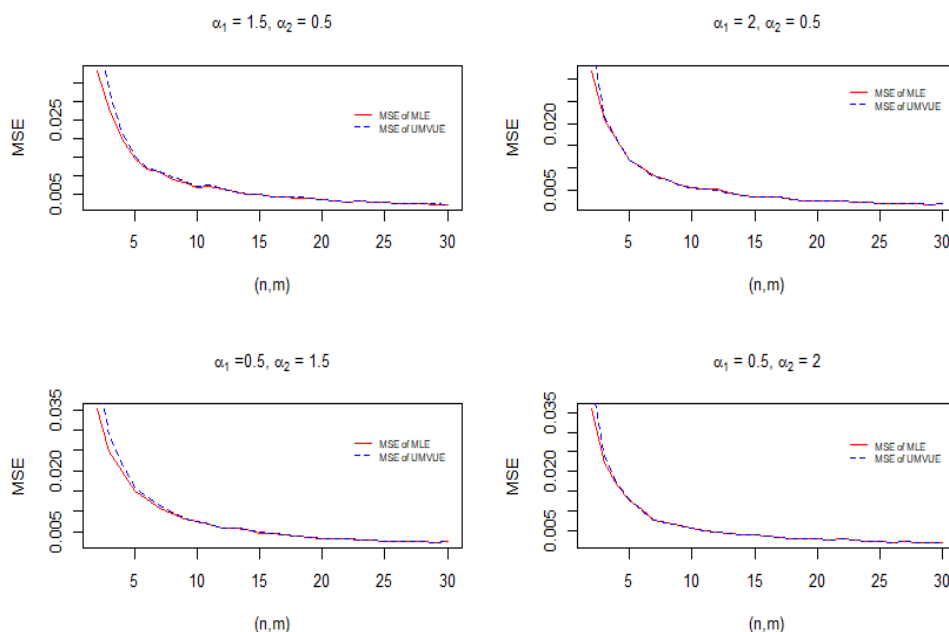 α₁ = 1.5, α₂ = 0.5
MSE
0.005 0.025
MSE of MLE
MSE of UMVUE
5 10 15 20 25 30
(n,m)
α₁ = 2, α₂ = 0.5
MSE
0.005 0.020
MSE of MLE
MSE of UMVUE
5 10 15 20 25 30
(n,m)
α₁ =0.5, α₂ = 1.5
MSE
0.005 0.020 0.035
MSE of MLE
MSE of UMVUE
5 10 15 20 25 30
(n,m)
α₁ = 0.5, α₂ = 2
MSE
0.005 0.020 0.035
MSE of MLE
MSE of UMVUE
5 10 15 20 25 30
(n,m)